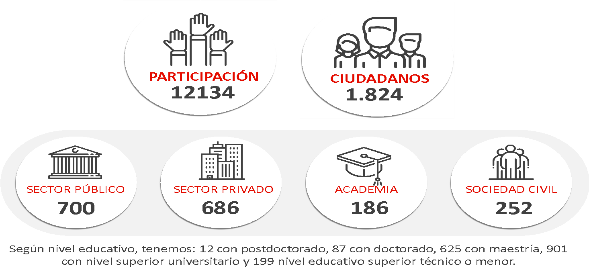 PARTICIPACIÓN
12134
CIUDADANOS
1.824
SECTOR PÚBLICO
700
SECTOR PRIVADO
686
ACADEMIA
186
SOCIEDAD CIVIL
252
Según nivel educativo, tenemos: 12 con postdoctorado, 87 con doctorado, 625 con maestría, 901
con nivel superior universitario y 199 nivel educativo superior técnico o menor.